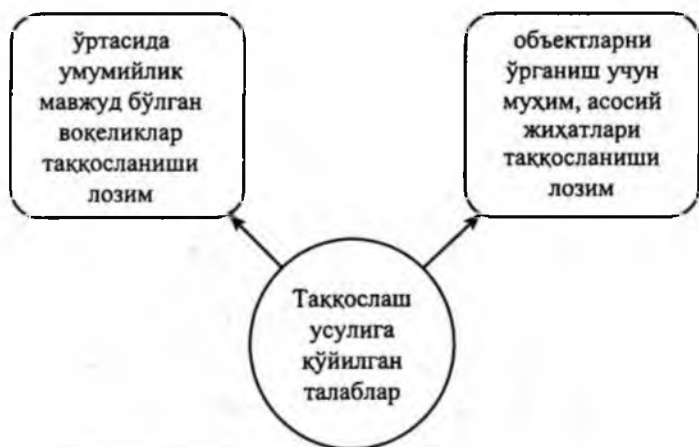 ўртасида
умумийлик
мавжуд бўлган
воқеликлар
таққосланиши
лозим
объектларни
ўрганиш учун
муҳим, асосий
жиҳатлари
таққосланиши
лозим
Таққослаш
усулига
қўйилган
талаблар